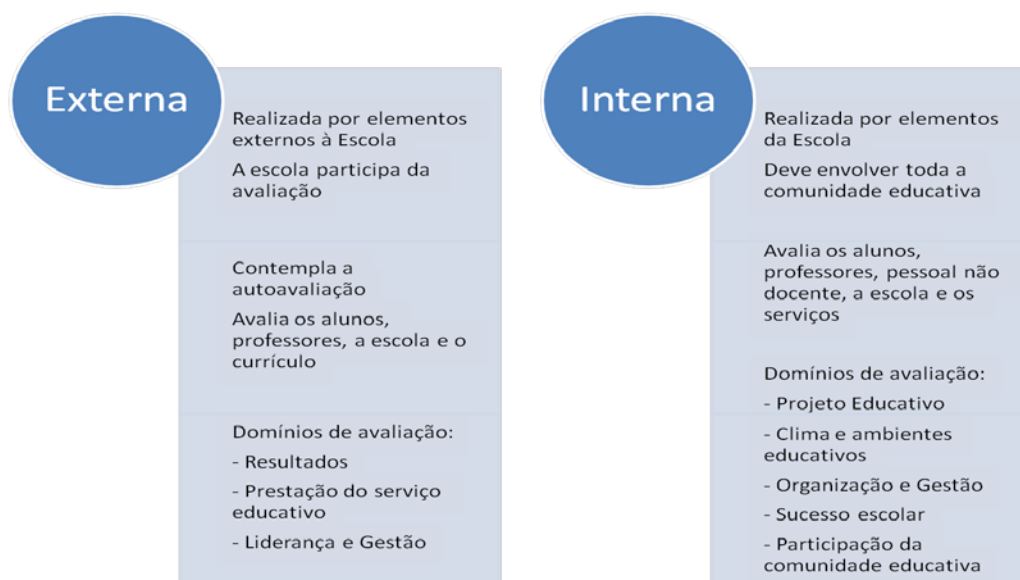 Externa
Realizada por elementos
externos à Escola
A escola participa da
avaliação
Contempla a
autoavaliação
Avalia os alunos,
professores, a escola e o
currículo
Domínios de avaliação:
- Resultados
- Prestação do serviço
educativo
- Liderança e Gestão
Interna
Realizada por elementos
da Escola
Deve envolver toda a
comunidade educativa
Avalia os alunos,
professores, pessoal não
docente, a escola e os
serviços
Domínios de avaliação:
- Projeto Educativo
- Clima e ambientes
educativos
- Organização e Gestão
- Sucesso escolar
- Participação da
comunidade educativa